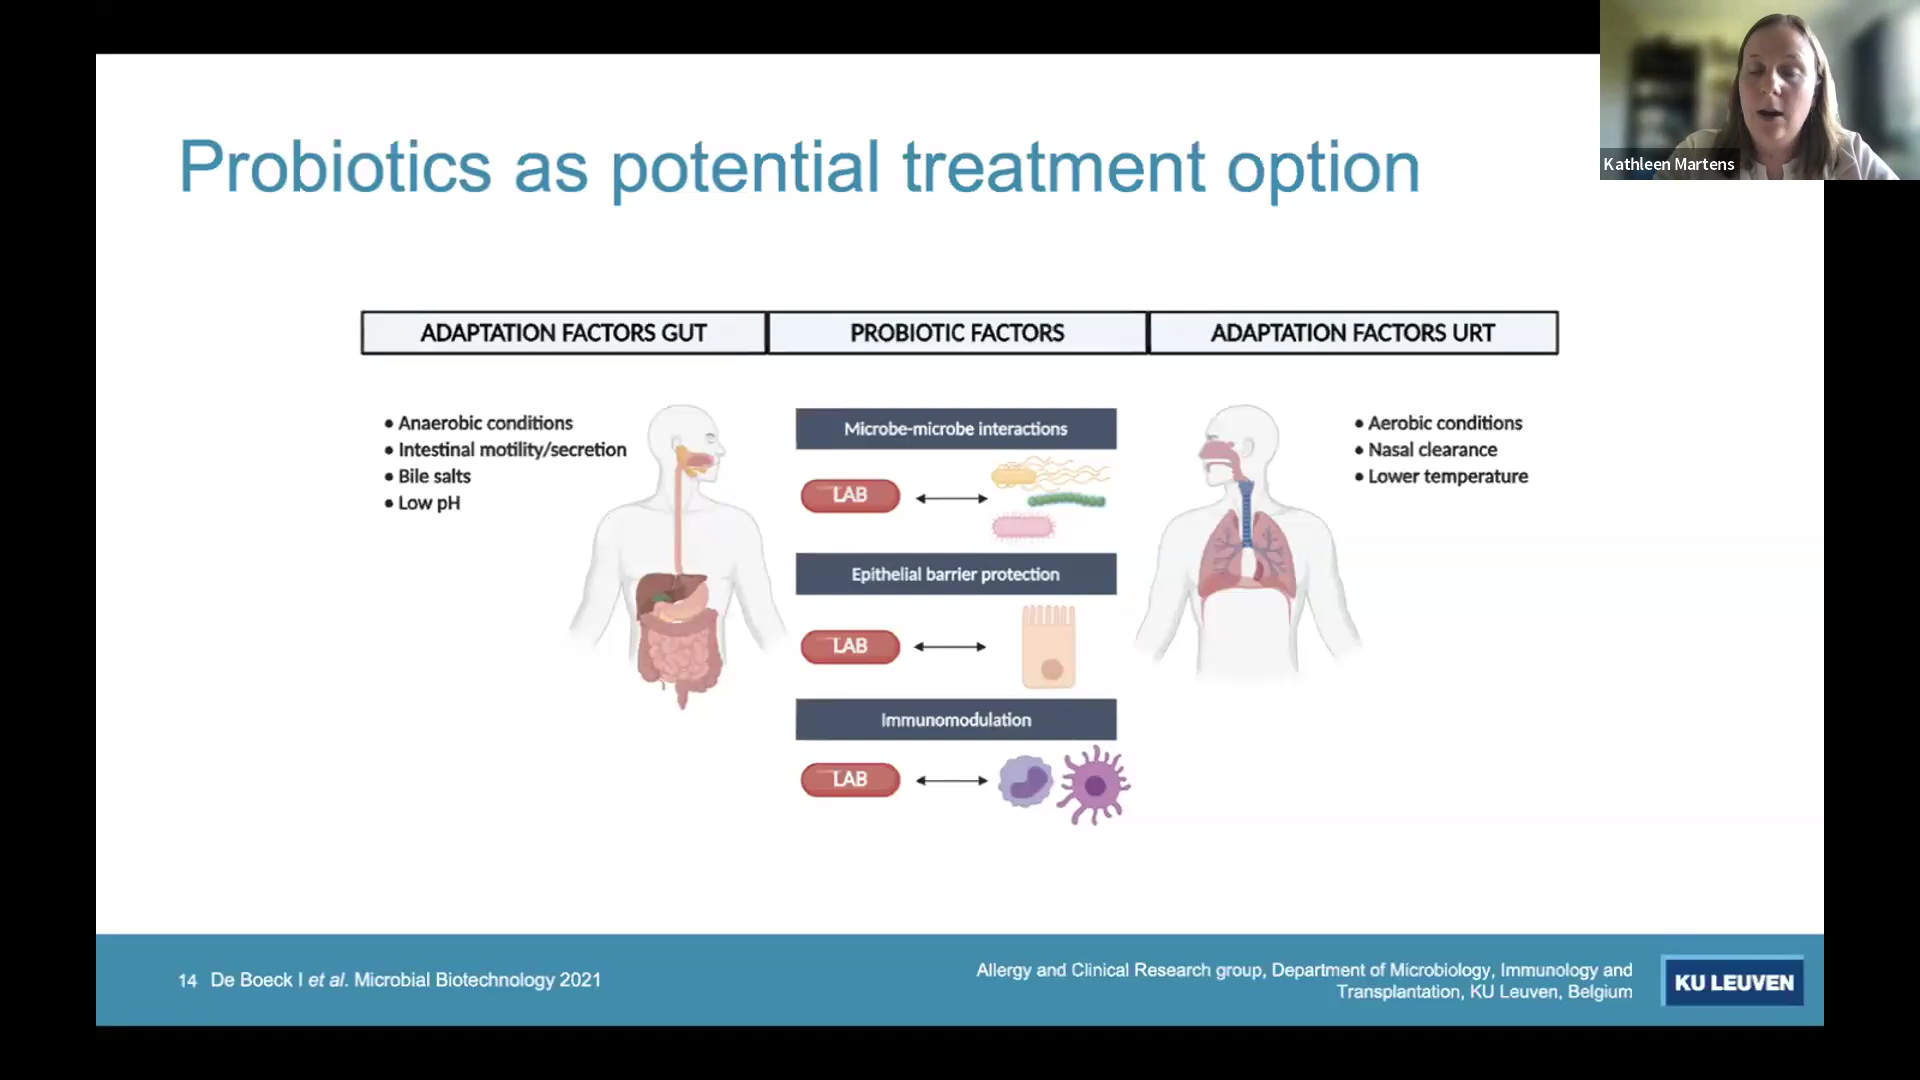 Probiotics as potential treatment option
Kathleen Martens
ADAPTATION FACTORS GUT
PROBIOTIC FACTORS
ADAPTATION FACTORS URT
• Anaerobic conditions
• Intestinal motility/secretion
• Bile salts
• Low pH
Microbe-microbe interactions
LAB
Epithelial barrier protection
LAB
Immunomodulation
LAB
• Aerobic conditions
• Nasal clearance
• Lower temperature
14 De Boeck I et al. Microbial Biotechnology 2021
Allergy and Clinical Research group, Department of Microbiology, Immunology and
Transplantation, KU Leuven, Belgium
KU LEUVEN